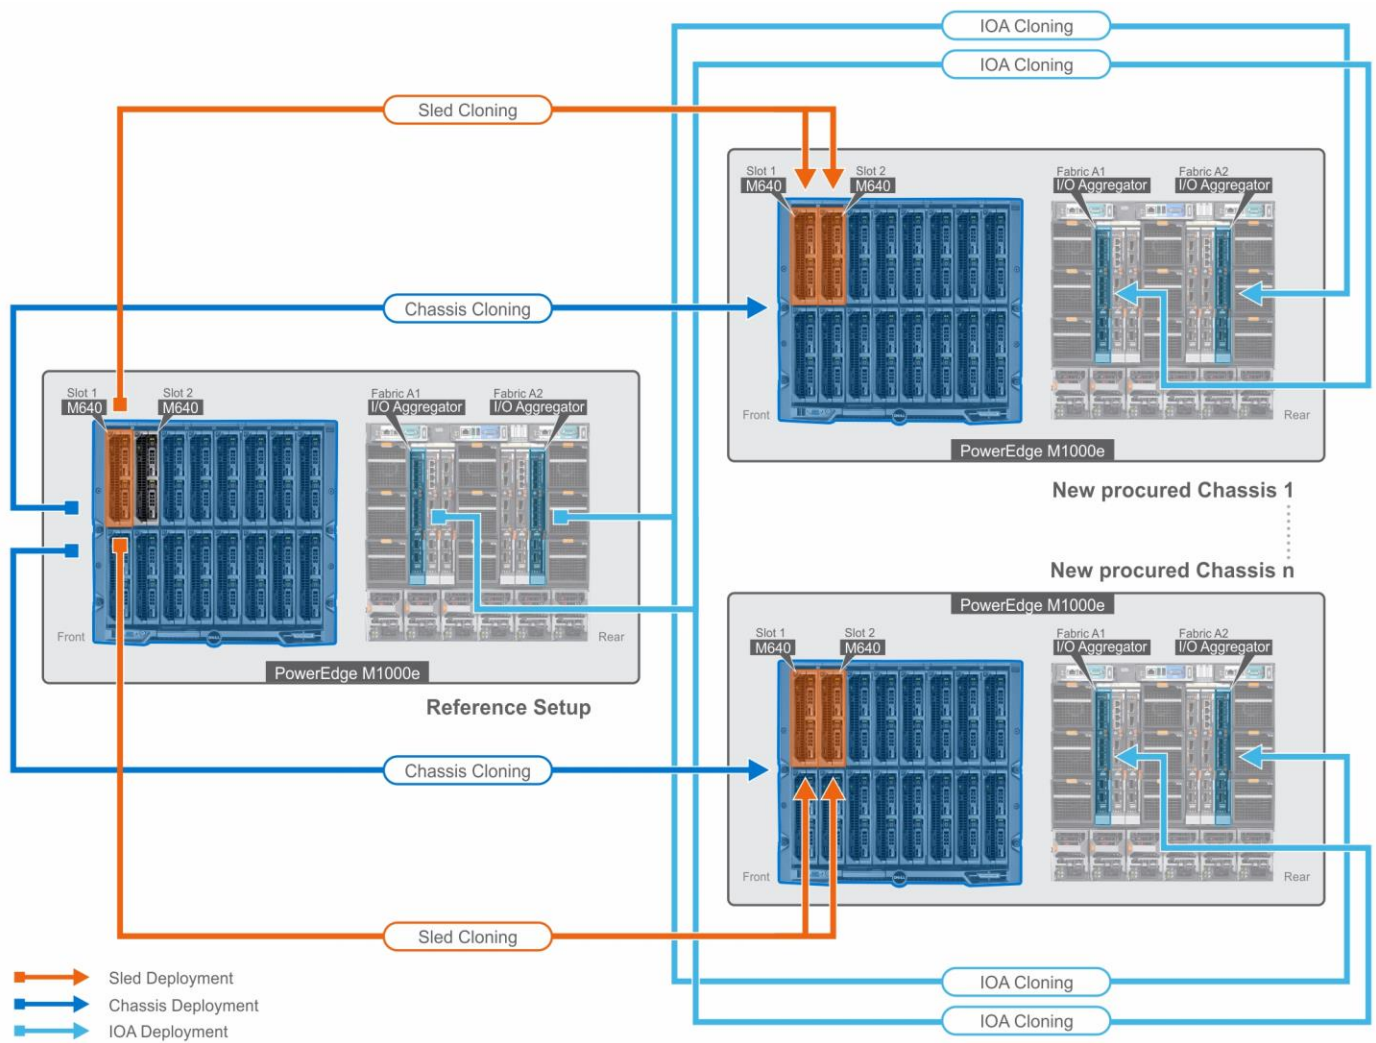 IOA Cloning
IOA Cloning
Sled Cloning
Slot 1
M640
Slot 2
M640
Fabric A1
I/O Aggregator
Fabric A2
I/O Aggregator
Chassis Cloning
Front
Rear
PowerEdge M1000e
New procured Chassis 1
Slot 1
M640
Slot 2
M640
Fabric A1
I/O Aggregator
Fabric A2
I/O Aggregator
Front
Rear
PowerEdge M1000e
Reference Setup
New procured Chassis n
PowerEdge M1000e
Slot 1
M640
Slot 2
M640
Fabric A1
I/O Aggregator
Fabric A2
I/O Aggregator
Chassis Cloning
Front
Rear
Sled Cloning
IOA Cloning
IOA Cloning
Sled Deployment
Chassis Deployment
IOA Deployment